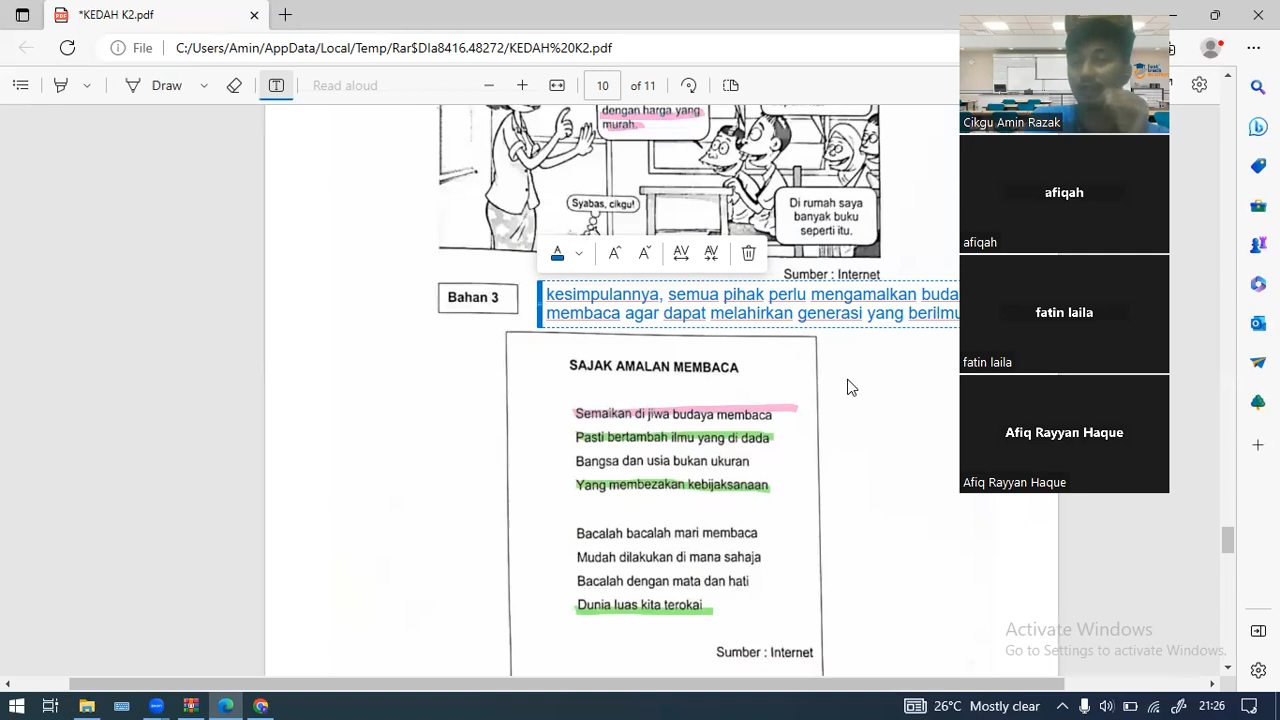 *KEDAH K2.pdf
File
C:/Users/Amin/AppData/Local/Temp/Rar$DIa8416.48272/KEDAH%20K2.pdf
Draw
Read aloud
10
of 11
dengan harga yang
murah.
Syabas, cikgu!
Di rumah saya
banyak buku
seperti itu.
Sumber : Internet
Bahan 3
kesimpulannya, semua pihak perlu mengamalkan buda
membaca agar dapat melahirkan generasi yang berilmu
SAJAK AMALAN MEMBACA
Semaikan di jiwa budaya membaca
Pasti bertambah ilmu yang di dada
Bangsa dan usia bukan ukuran
Yang membezakan kebijaksanaan
Bacalah bacalah mari membaca
Mudah dilakukan di mana sahaja
Bacalah dengan mata dan hati
Dunia luas kita terokai
Sumber : Internet
Cikgu Amin Razak
afiqah
afiqah
fatin laila
fatin laila
Afiq Rayyan Haque
Afiq Rayyan Haque
Activate Windows
Go to Settings to activate Windows.
26°C Mostly clear
21:26